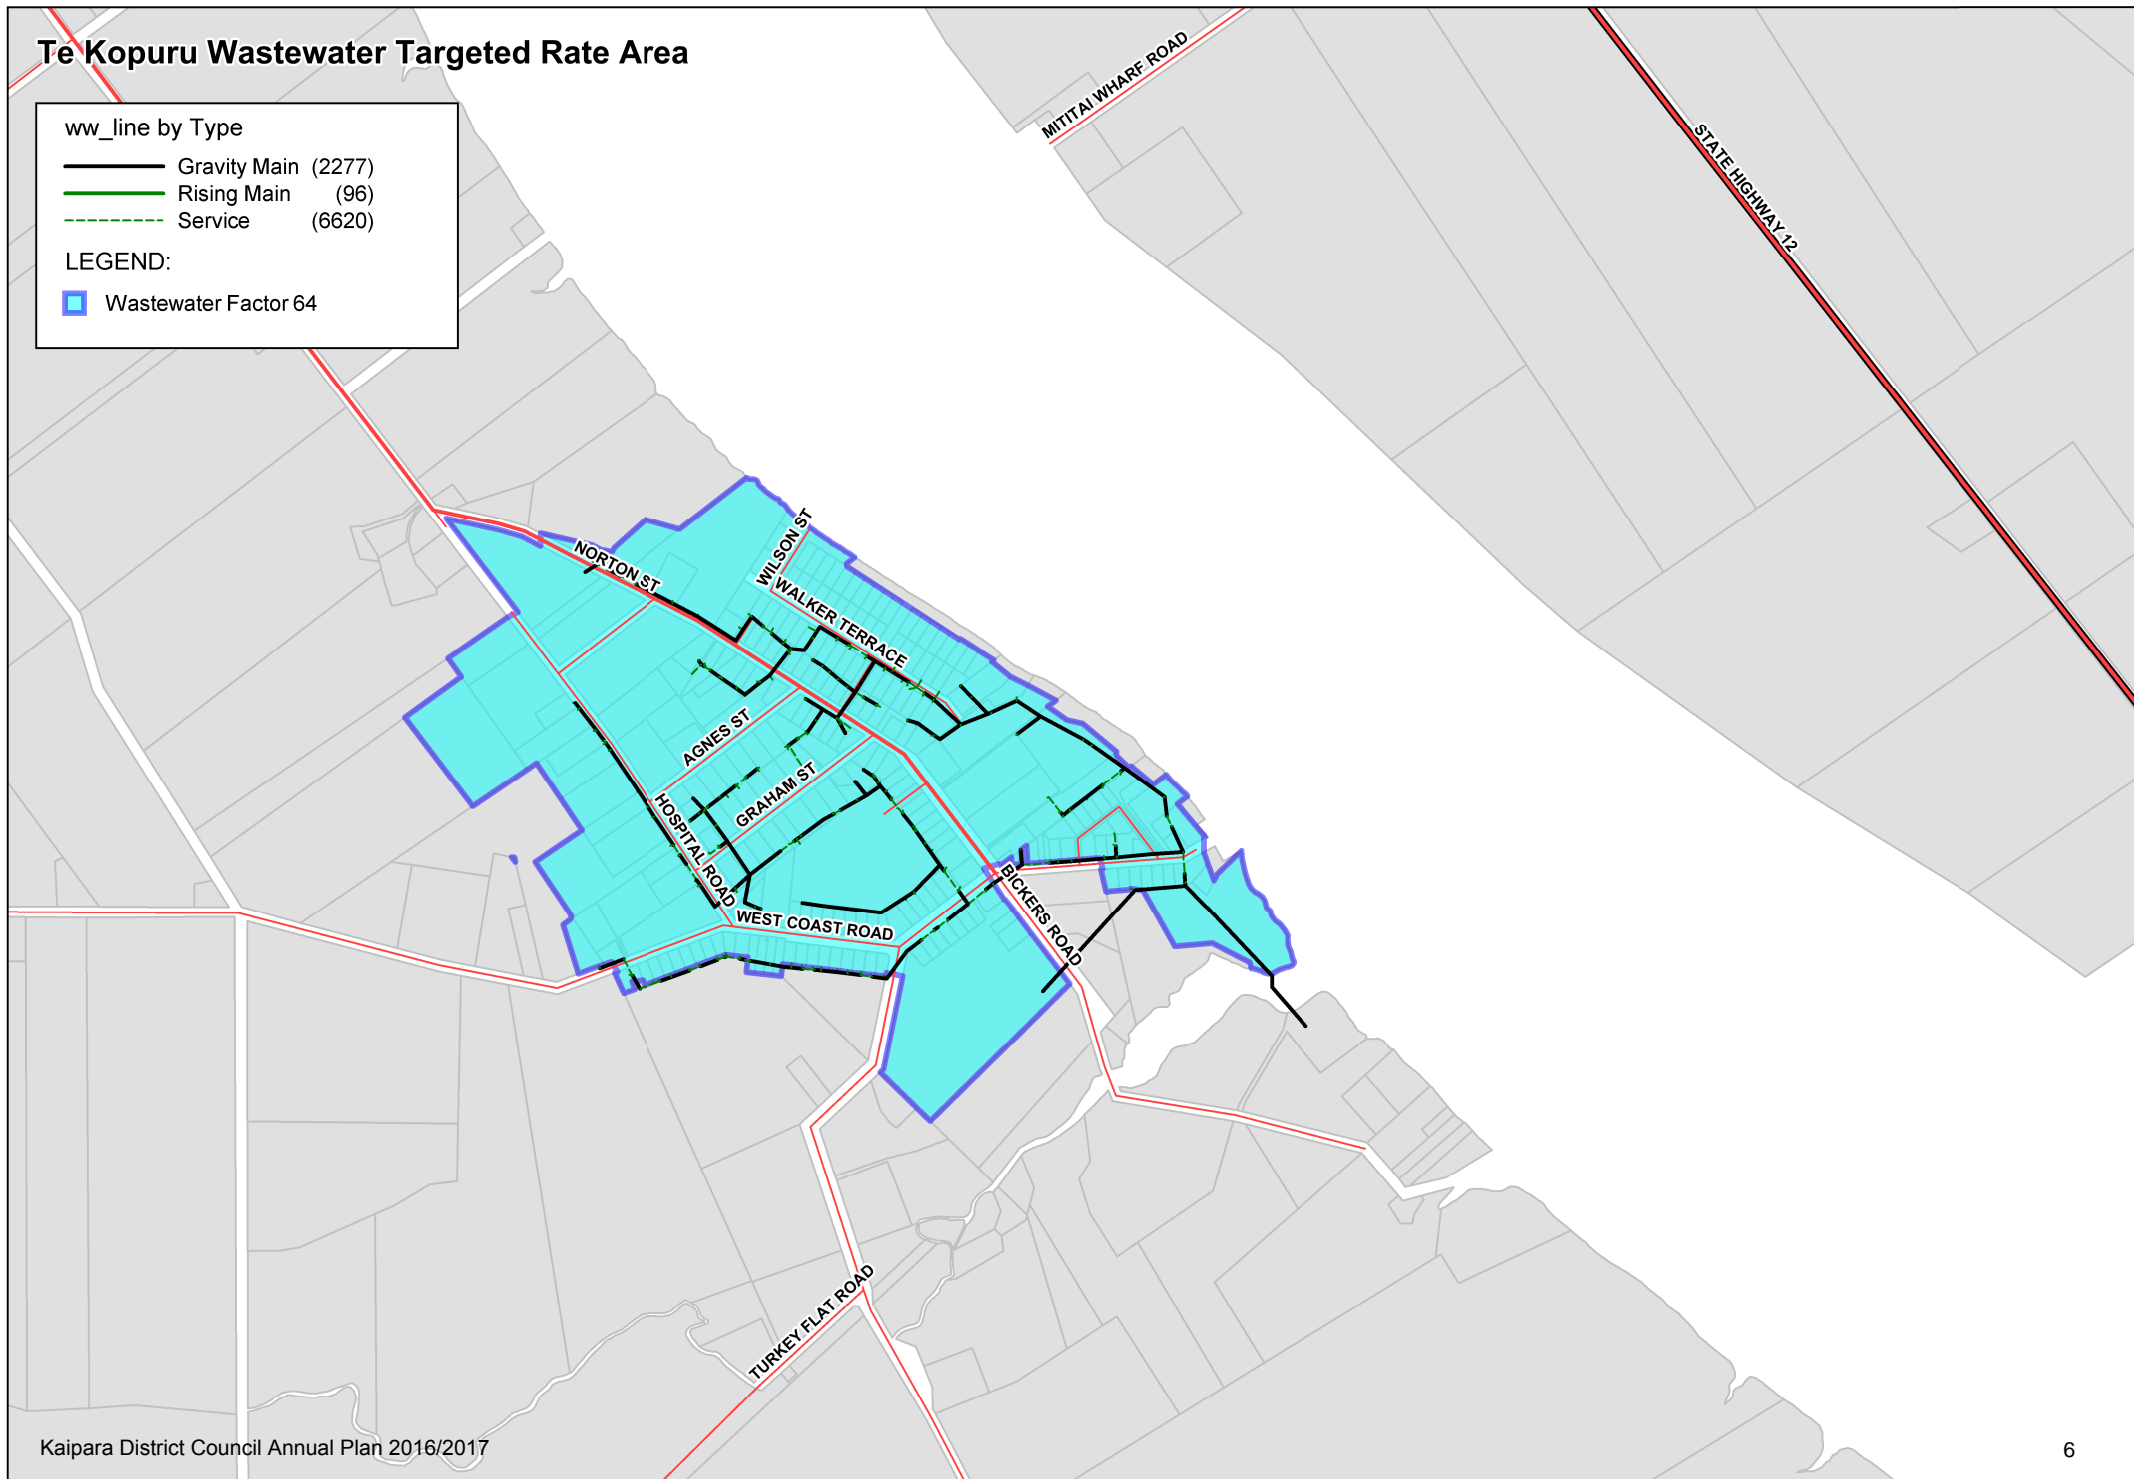 Te Kopuru Wastewater Targeted Rate Area
ww_line by Type
Gravity Main (2277)
Rising Main (96)
Service (6620)
LEGEND:
Wastewater Factor 64
MITITAI WHARF ROAD
STATE HIGHWAY 12
NORTON ST
WILSON ST
WALKER TERRACE
AGNES ST
GRAHAM ST
HOSPITAL ROAD
WEST COAST ROAD
BICKERS ROAD
TURKEY FLAT ROAD
Kaipara District Council Annual Plan 2016/2017
6